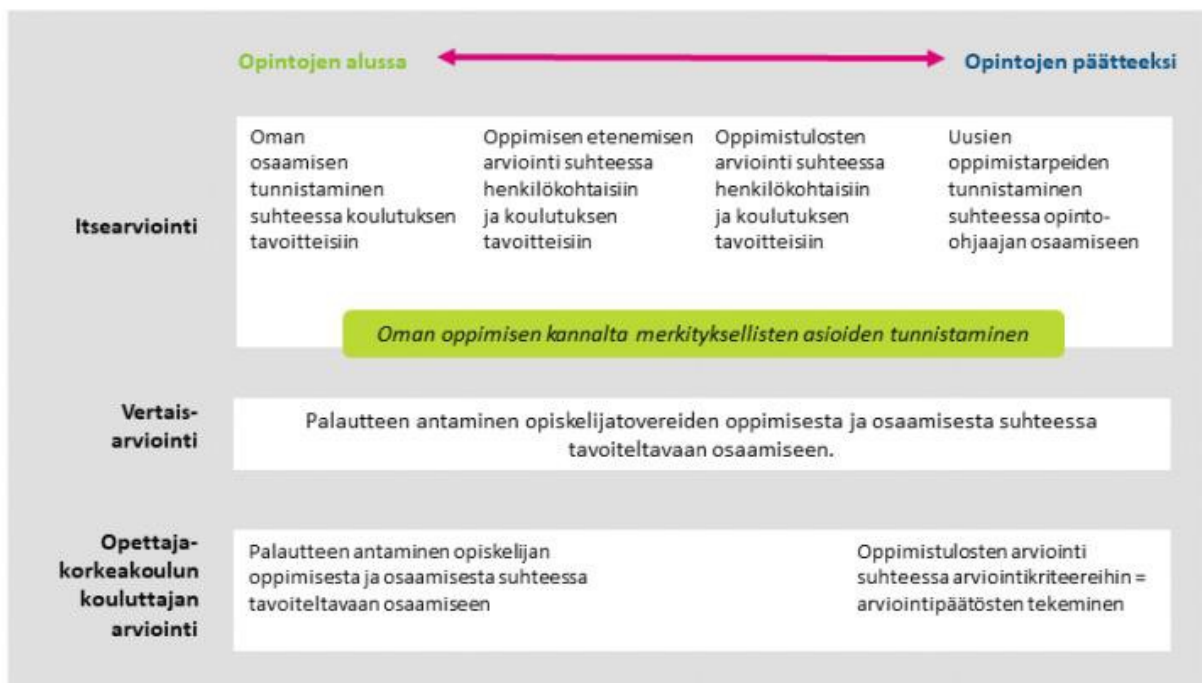 Opintojen alussa
Opintojen päätteeksi
Itsearviointi
Oman
osaamisen
tunnistaminen
suhteessa koulutuksen
tavoitteisiin
Oppimisen etenemisen
arviointi suhteessa
henkilökohtaisiin
ja koulutuksen
tavoitteisiin
Oppimistulosten
arviointi suhteessa
henkilökohtaisiin
ja koulutuksen
tavoitteisiin
Uusien
oppimistarpeiden
tunnistaminen
suhteessa opinto-
ohjaajan osaamiseen
Oman oppimisen kannalta merkityksellisten asioiden tunnistaminen
Vertais-
arviointi
Palautteen antaminen opiskelijatovereiden oppimisesta ja osaamisesta suhteessa
tavoiteltavaan osaamiseen.
Opettaja-
korkeakoulun
kouluttajan
arviointi
Palautteen antaminen opiskelijan
oppimisesta ja osaamisesta suhteessa
tavoiteltavaan osaamiseen
Oppimistulosten arviointi
suhteessa arviointikriteereihin =
arviointipäätösten tekeminen